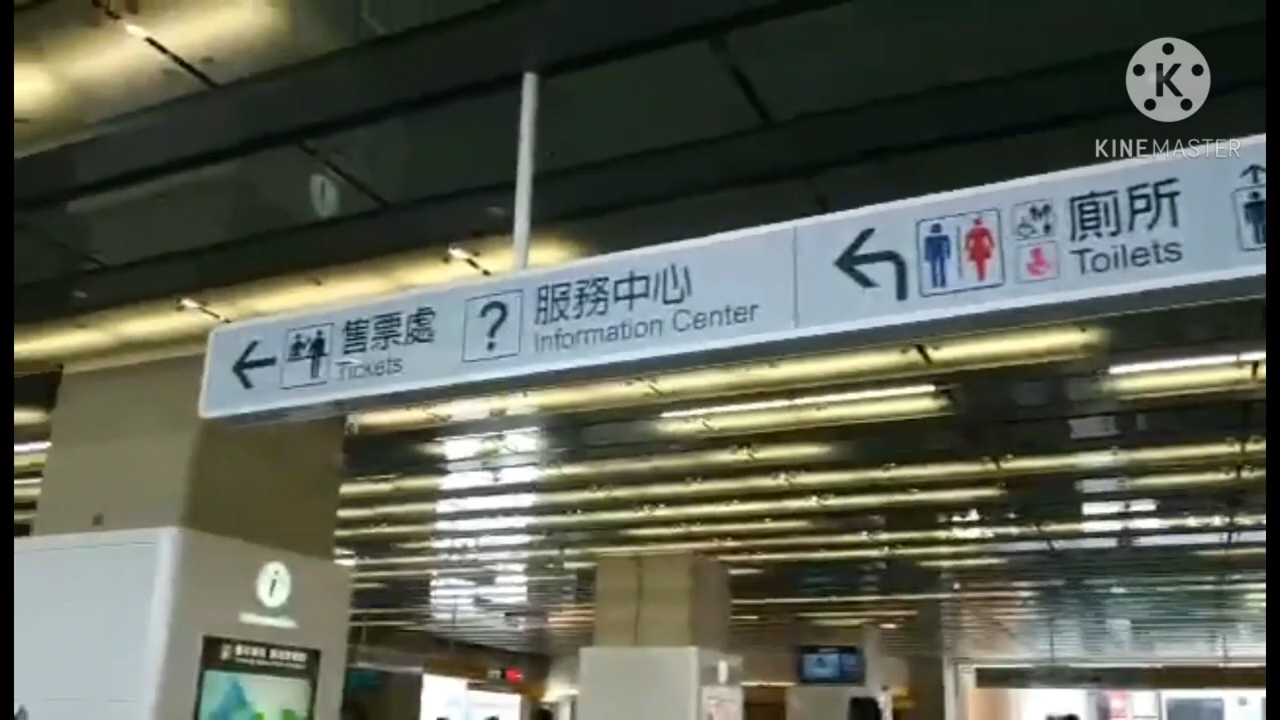 KINEMASTER
售票處
Tickets
?
服務中心
Information Center
廁所
Toilets
i